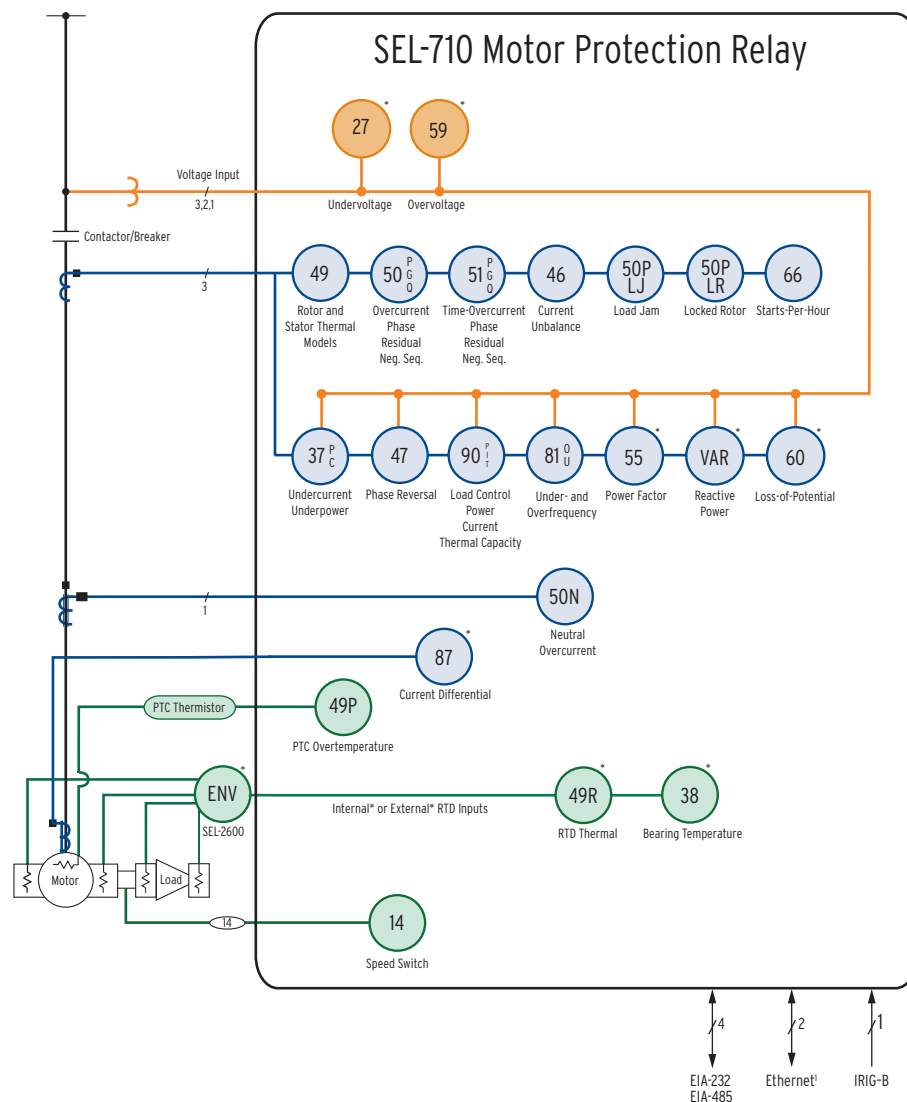 SEL-710 Motor Protection Relay
*
*
27
59
Voltage Input
3,2,1
Undervoltage
Overvoltage
Contactor/Breaker
3
49
50 P G Q
51 P G Q
46
50P LJ
50P LR
66
Rotor and
Stator Thermal
Models
Overcurrent
Phase
Residual
Neg. Seq.
Time-Overcurrent
Phase
Residual
Neg. Seq.
Current
Unbalance
Load Jam
Locked Rotor
Starts-Per-Hour
37 P C
47
90 P I T
81 O U
55
*
VAR
*
60
*
Undercurrent
Underpower
Phase Reversal
Load Control
Power
Current
Thermal Capacity
Under- and
Overfrequency
Power Factor
Reactive
Power
Loss-of-Potential
1
50N
Neutral
Overcurrent
87
*
Current Differential
PTC Thermistor
49P
PTC Overtemperature
ENV
*
SEL-2600
Internal* or External* RTD Inputs
49R
*
RTD Thermal
38
*
Bearing Temperature
Motor
Load
14
14
Speed Switch
4
2
1
EIA-232
EIA-485
Ethernet¹
IRIG-B